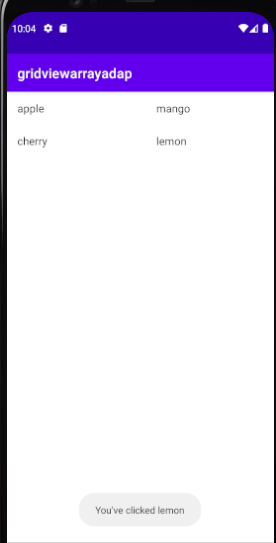 10:04
gridviewarrayadap
apple mango
cherry lemon
You've clicked lemon